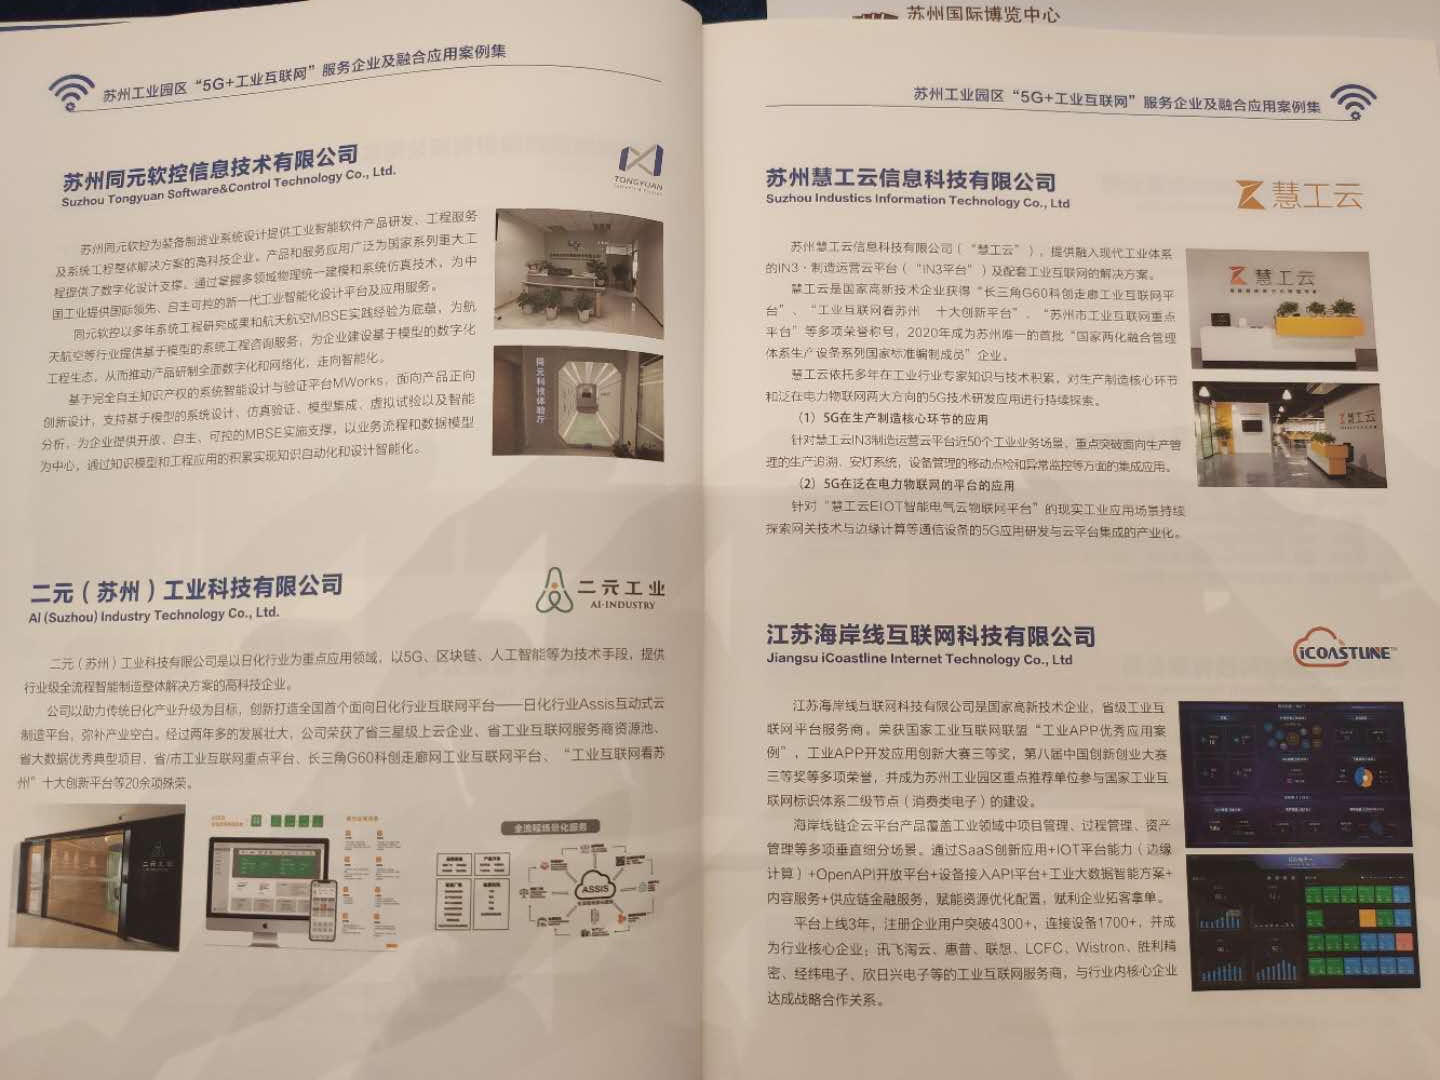 苏州国际博览中心
苏州工业园区“5G+工业互联网”服务企业及融合应用案例集
苏州同元软控信息技术有限公司
Suzhou Tongyuan Software&Control Technology Co., Ltd.
TONGYUAN
苏州同元软控为装备制造业系统设计提供工业智能软件产品研发、工程服务
及系统工程整体解决方案的高科技企业。产品和服务应用广泛为国家系列重大工
程提供了数字化设计支撑。通过掌握多领域物理统一建模和系统仿真技术，为中
国工业提供国际领先、自主可控的新一代工业智能化设计平台及应用服务。
同元软控以多年系统工程研究成果和航天航空MBSE实践经验为底蕴，为航
天航空等行业提供基于模型的系统工程咨询服务，为企业建设基于模型的数字化
工程生态，从而推动产品研制全面数字化和网络化，走向智能化。
基于完全自主知识产权的系统智能设计与验证平台MWorks，面向产品正向
创新设计，支持基于模型的系统设计、仿真验证、模型集成、虚拟试验以及智能
分析，为企业提供开放、自主、可控的MBSE实施支撑，以业务流程和数据模型
为中心，通过知识模型和工程应用的积累实现知识自动化和设计智能化。
同元科技体验厅
二元（苏州）工业科技有限公司
AI (Suzhou) Industry Technology Co., Ltd.
二元工业
AI-INDUSTRY
二元（苏州）工业科技有限公司是以日化行业为重点应用领域，以5G、区块链、人工智能等为技术手段，提供
行业级全流程智能制造整体解决方案的高科技企业。
公司以助力传统日化产业升级为目标，创新打造全国首个面向日化行业互联网平台——日化行业Assis互动式云
制造平台，弥补产业空白。经过两年多的发展壮大，公司荣获了省三星级上云企业、省工业互联网服务商资源池、
省大数据优秀典型项目、省/市工业互联网重点平台、长三角G60科创走廊网工业互联网平台、“工业互联网看苏
州”十大创新平台等20余项殊荣。
二元工业
全流程场景化服务
ASSIS
苏州工业园区“5G+工业互联网”服务企业及融合应用案例集
苏州慧工云信息科技有限公司
Suzhou Industics Information Technology Co., Ltd
慧工云
苏州慧工云信息科技有限公司（“慧工云”），提供融入现代工业体系
的IN3·制造运营云平台（“IN3平台”）及配套工业互联网的解决方案。
慧工云是国家高新技术企业获得“长三角G60科创走廊工业互联网平
台”、“工业互联网看苏州 十大创新平台”、“苏州市工业互联网重点
平台”等多项荣誉称号，2020年成为苏州唯一的首批“国家两化融合管理
体系生产设备系列国家标准编制成员”企业。
慧工云依托多年在工业行业专家知识与技术积累，对生产制造核心环节
和泛在电力物联网两大方向的5G技术研发应用进行持续探索。
（1）5G在生产制造核心环节的应用
针对慧工云IN3制造运营云平台近50个工业业务场景，重点突破面向生产管
理的生产追溯、安灯系统，设备管理的移动点检和异常监控等方面的集成应用。
（2）5G在泛在电力物联网的平台的应用
针对“慧工云EIOT智能电气云物联网平台”的现实工业应用场景持续
探索网关技术与边缘计算等通信设备的5G应用研发与云平台集成的产业化。
慧工云
慧工云
江苏海岸线互联网科技有限公司
Jiangsu iCoastline Internet Technology Co., Ltd
iCOASTLINE™
江苏海岸线互联网科技有限公司是国家高新技术企业，省级工业互
联网平台服务商。荣获国家工业互联网联盟“工业APP优秀应用案
例”，工业APP开发应用创新大赛三等奖，第八届中国创新创业大赛
三等奖等多项荣誉，并成为苏州工业园区重点推荐单位参与国家工业互
联网标识体系二级节点（消费类电子）的建设。
海岸线链企云平台产品覆盖工业领域中项目管理、过程管理、资产
管理等多项垂直细分场景。通过SaaS创新应用+IOT平台能力（边缘
计算）+OpenAPI开放平台+设备接入API平台+工业大数据智能方案+
内容服务+供应链金融服务，赋能资源优化配置，赋利企业拓客拿单。
平台上线3年，注册企业用户突破4300+，连接设备1700+，并成
为行业核心企业：讯飞淘云、惠普、联想、LCFC、Wistron、胜利精
密、经纬电子、欣日兴电子等的工业互联网服务商，与行业内核心企业
达成战略合作关系。